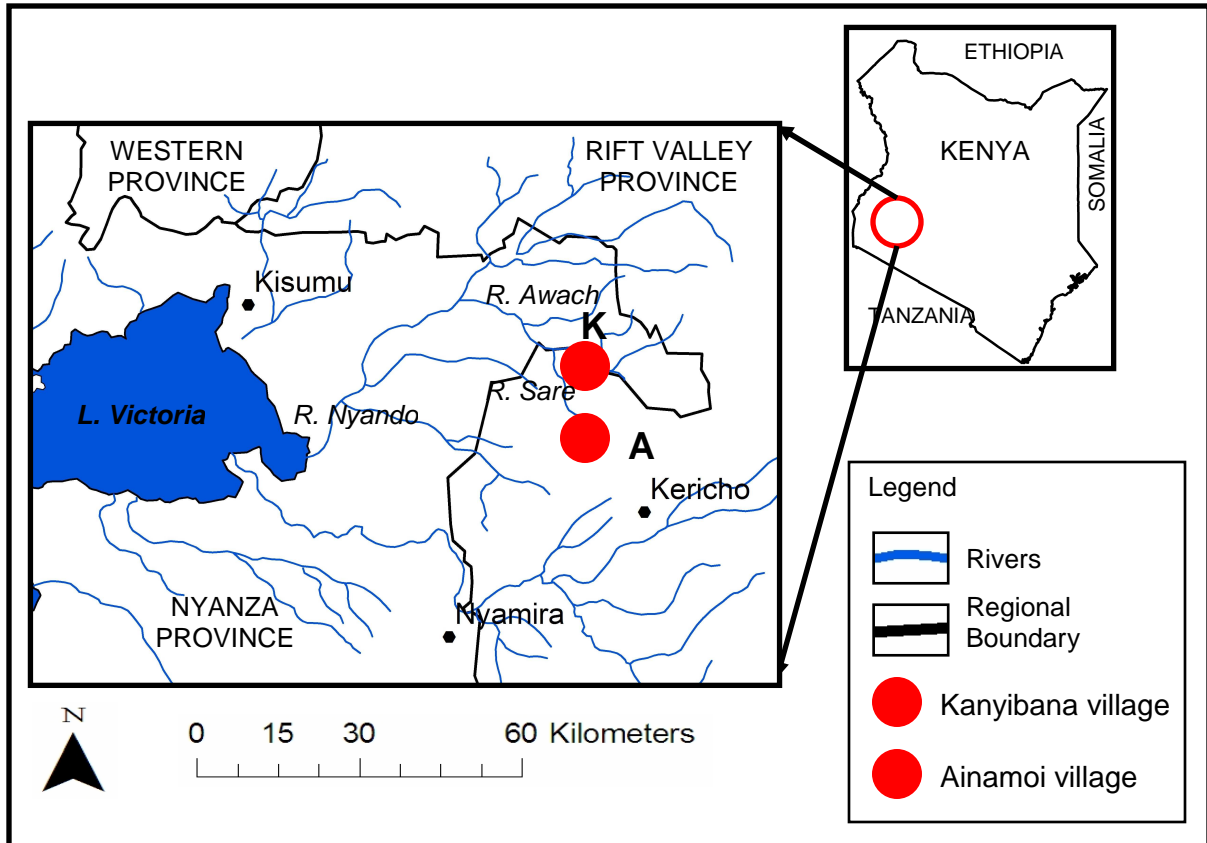 ETHIOPIA
KENYA
SOMALIA
TANZANIA
WESTERN
PROVINCE
RIFT VALLEY
PROVINCE
Kisumu
R. Awach
K
R. Sare
L. Victoria
R. Nyando
A
Kericho
NYANZA
PROVINCE
Nyamira
N
0 15 30 60 Kilometers
Legend
Rivers
Regional
Boundary
Kanyibana village
Ainamoi village